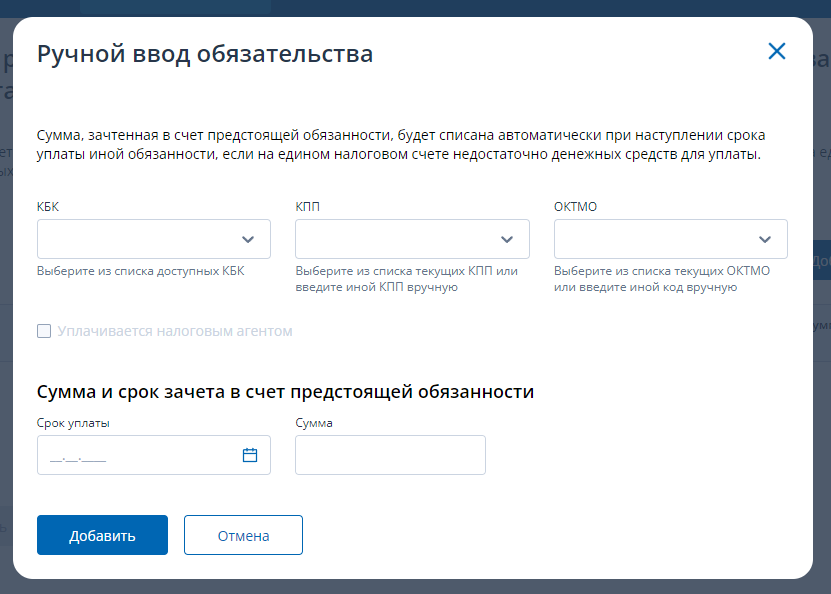 Ручной ввод обязательства
Сумма, зачтенная в счет предстоящей обязанности, будет списана автоматически при наступлении срока
уплаты иной обязанности, если на едином налоговом счете недостаточно денежных средств для уплаты.
КБК
КПП
ОКТМО
Выберите из списка доступных КБК
Выберите из списка текущих КПП или
введите иной КПП вручную
Выберите из списка текущих ОКТМО
или введите иной код вручную
Уплачивается налоговым агентом
Сумма и срок зачета в счет предстоящей обязанности
Срок уплаты
Сумма
__.__.____
Добавить
Отмена